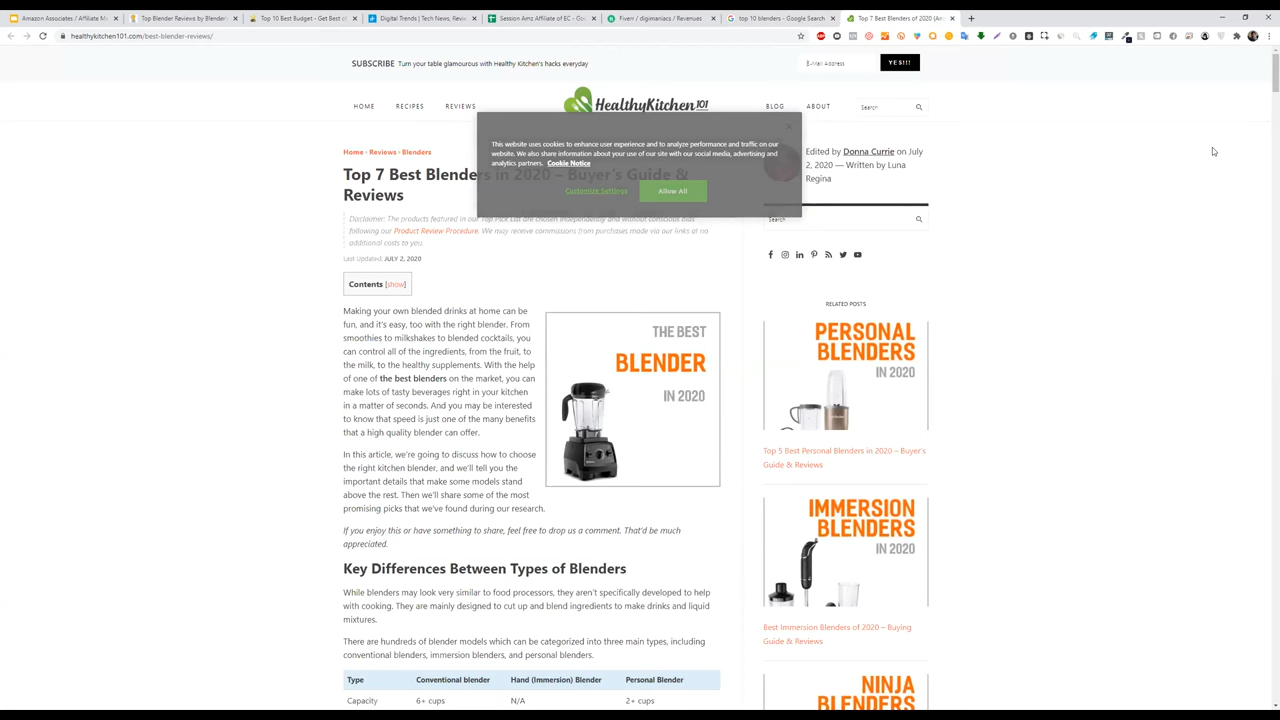 Amazon Associates / Affiliate M
Top Blender Reviews by Blender
Top 10 Best Budget - Get Best of
Digital Trends | Tech News, Revie
Session Amz Affiliate of EC - Go
Fiverr / digimaniacs / Revenues
top 10 blenders - Google Search
Top 7 Best Blenders of 2020 (An
healthykitchen101.com/best-blender-reviews/
SUBSCRIBE Turn your table glamourous with Healthy Kitchen's hacks everyday
E-Mail Address
YES!!!
HOME RECIPES REVIEWS
HealthyKitchen101
BLOG ABOUT
Search
This website uses cookies to enhance user experience and to analyze performance and traffic on our
website. We also share information about your use of our site with our social media, advertising and
analytics partners. Cookie Notice
Customize Settings
Allow All
Home - Reviews - Blenders
Top 7 Best Blenders in 2020 – Buyer's Guide &
Reviews
Disclaimer: The products featured in our Top Pick List are chosen independently and without conscious bias
following our Product Review Procedure. We may receive commissions from purchases made via our links at no
additional costs to you.
Last Updated: JULY 2, 2020
Contents [show]
Making your own blended drinks at home can be
fun, and it's easy, too with the right blender. From
smoothies to milkshakes to blended cocktails, you
can control all of the ingredients, from the fruit, to
the milk, to the healthy supplements. With the help
of one of the best blenders on the market, you can
make lots of tasty beverages right in your kitchen
in a matter of seconds. And you may be interested
to know that speed is just one of the many benefits
that a high quality blender can offer.
THE BEST
BLENDER
IN 2020
In this article, we're going to discuss how to choose
the right kitchen blender, and we'll tell you the
important details that make some models stand
above the rest. Then we'll share some of the most
promising picks that we've found during our research.
If you enjoy this or have something to share, feel free to drop us a comment. That'd be much
appreciated.
Key Differences Between Types of Blenders
While blenders may look very similar to food processors, they aren't specifically developed to help
with cooking. They are mainly designed to cut up and blend ingredients to make drinks and liquid
mixtures.
There are hundreds of blender models which can be categorized into three main types, including
conventional blenders, immersion blenders, and personal blenders.
Type Conventional blender Hand (Immersion) Blender Personal Blender
Capacity 6+ cups N/A 2+ cups
Edited by Donna Currie on July
2, 2020 — Written by Luna
Regina
Search
RELATED POSTS
PERSONAL
BLENDERS
IN 2020
Top 5 Best Personal Blenders in 2020 – Buyer's
Guide & Reviews
IMMERSION
BLENDERS
IN 2020
Best Immersion Blenders of 2020 – Buying
Guide & Reviews
NINJA
BLENDERS